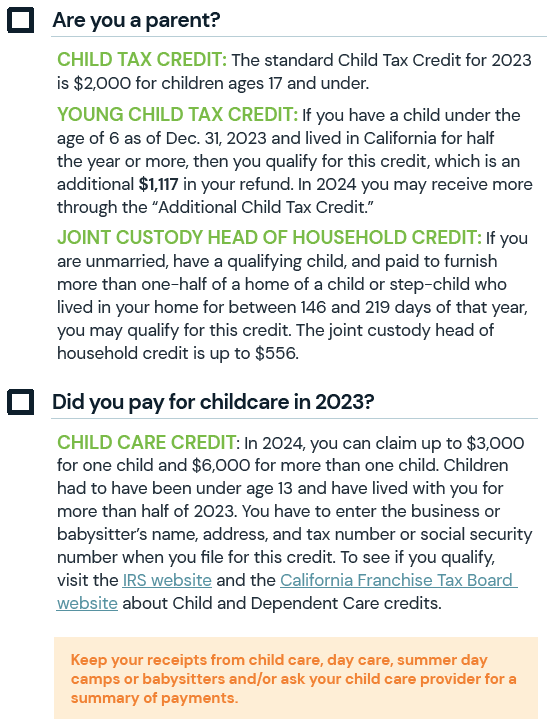 Are you a parent?
CHILD TAX CREDIT: The standard Child Tax Credit for 2023
is $2,000 for children ages 17 and under.
YOUNG CHILD TAX CREDIT: If you have a child under the
age of 6 as of Dec. 31, 2023 and lived in California for half
the year or more, then you qualify for this credit, which is an
additional $1,117 in your refund. In 2024 you may receive more
through the “Additional Child Tax Credit.”
JOINT CUSTODY HEAD OF HOUSEHOLD CREDIT: If you
are unmarried, have a qualifying child, and paid to furnish
more than one-half of a home of a child or step-child who
lived in your home for between 146 and 219 days of that year,
you may qualify for this credit. The joint custody head of
household credit is up to $556.
Did you pay for childcare in 2023?
CHILD CARE CREDIT: In 2024, you can claim up to $3,000
for one child and $6,000 for more than one child. Children
had to have been under age 13 and have lived with you for
more than half of 2023. You have to enter the business or
babysitter’s name, address, and tax number or social security
number when you file for this credit. To see if you qualify,
visit the IRS website and the California Franchise Tax Board
website about Child and Dependent Care credits.
Keep your receipts from child care, day care, summer day
camps or babysitters and/or ask your child care provider for a
summary of payments.